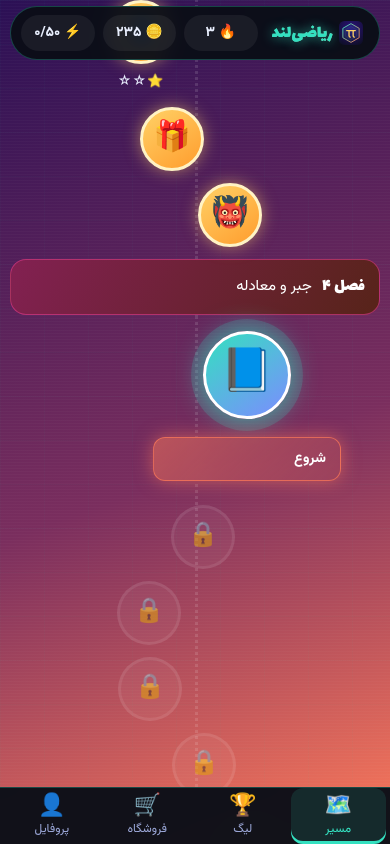 ریاضی‌لند
۳
۲۳۵
۰/۵۰
فصل ۴ جبر و معادله
شروع
مسیر
لیگ
فروشگاه
پروفایل